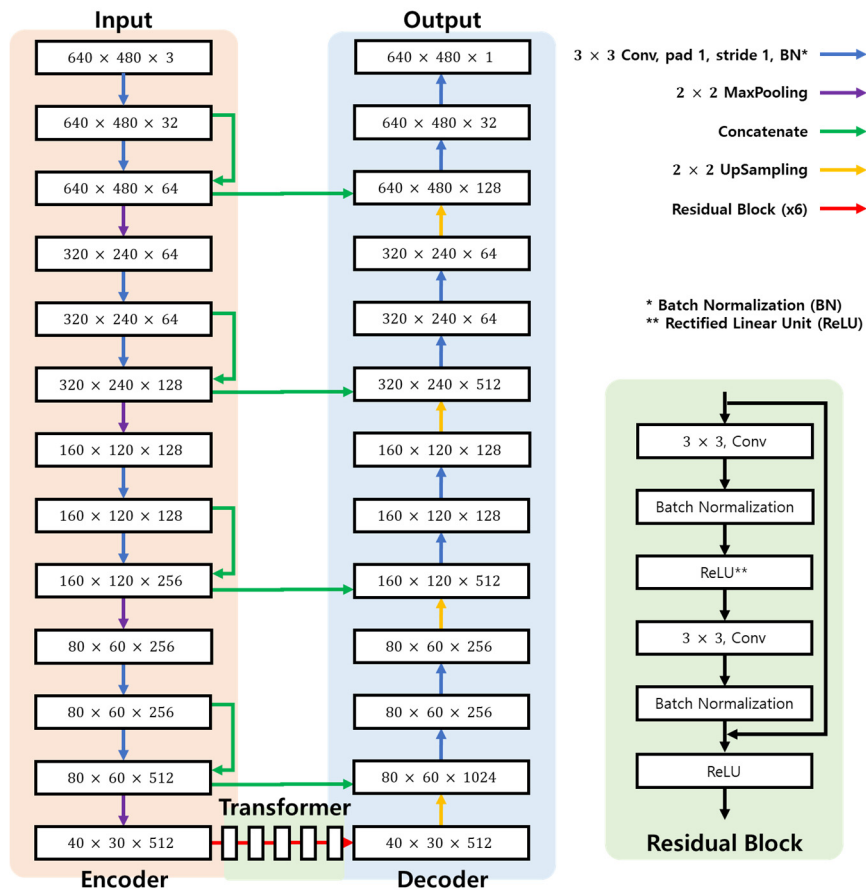 Input
640 × 480 × 3
640 × 480 × 32
640 × 480 × 64
320 × 240 × 64
320 × 240 × 64
320 × 240 × 128
160 × 120 × 128
160 × 120 × 128
160 × 120 × 256
80 × 60 × 256
80 × 60 × 256
80 × 60 × 512
40 × 30 × 512
Encoder
Transformer
Output
640 × 480 × 1
640 × 480 × 32
640 × 480 × 128
320 × 240 × 64
320 × 240 × 64
320 × 240 × 512
160 × 120 × 128
160 × 120 × 128
160 × 120 × 512
80 × 60 × 256
80 × 60 × 256
80 × 60 × 1024
40 × 30 × 512
Decoder
3 × 3 Conv, pad 1, stride 1, BN*
2 × 2 MaxPooling
Concatenate
2 × 2 UpSampling
Residual Block (x6)
* Batch Normalization (BN)
** Rectified Linear Unit (ReLU)
3 × 3, Conv
Batch Normalization
ReLU**
3 × 3, Conv
Batch Normalization
ReLU
Residual Block